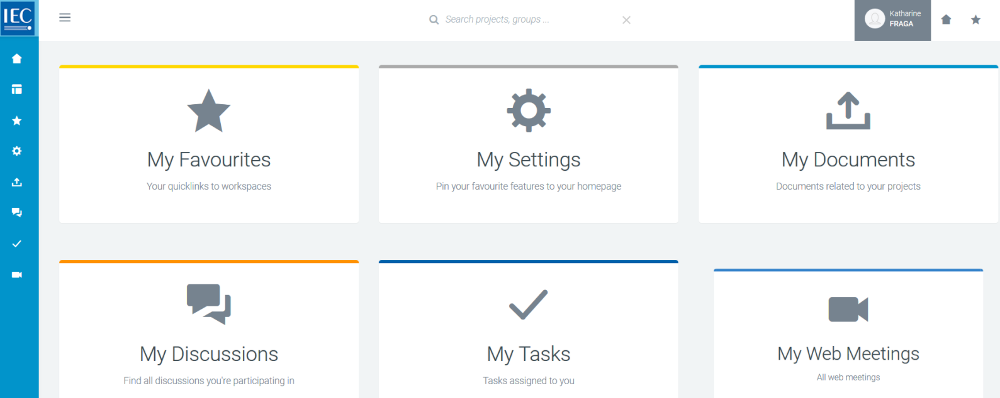 IEC
Search projects, groups ...
Katharine
FRAGA
My Favourites
Your quicklinks to workspaces
My Settings
Pin your favourite features to your homepage
My Documents
Documents related to your projects
My Discussions
Find all discussions you're participating in
My Tasks
Tasks assigned to you
My Web Meetings
All web meetings